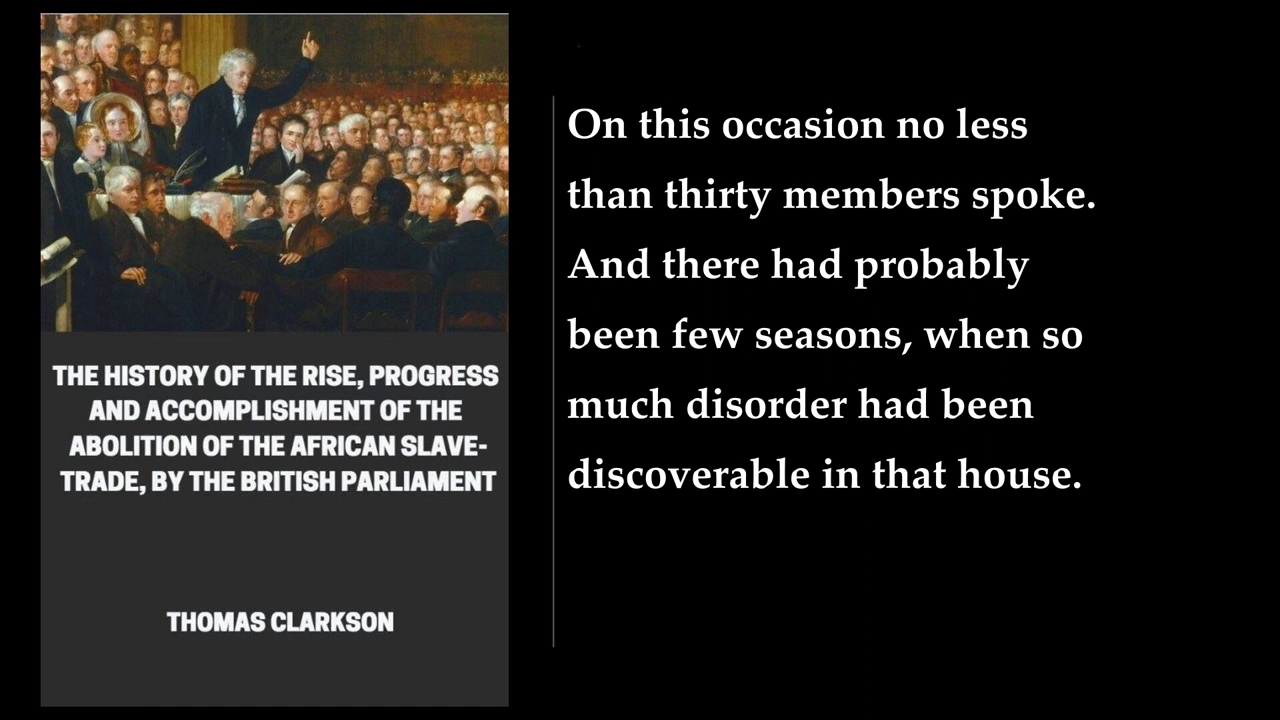 THE HISTORY OF THE RISE, PROGRESS
AND ACCOMPLISHMENT OF THE
ABOLITION OF THE AFRICAN SLAVE-
TRADE, BY THE BRITISH PARLIAMENT
THOMAS CLARKSON
On this occasion no less
than thirty members spoke.
And there had probably
been few seasons, when so
much disorder had been
discoverable in that house.